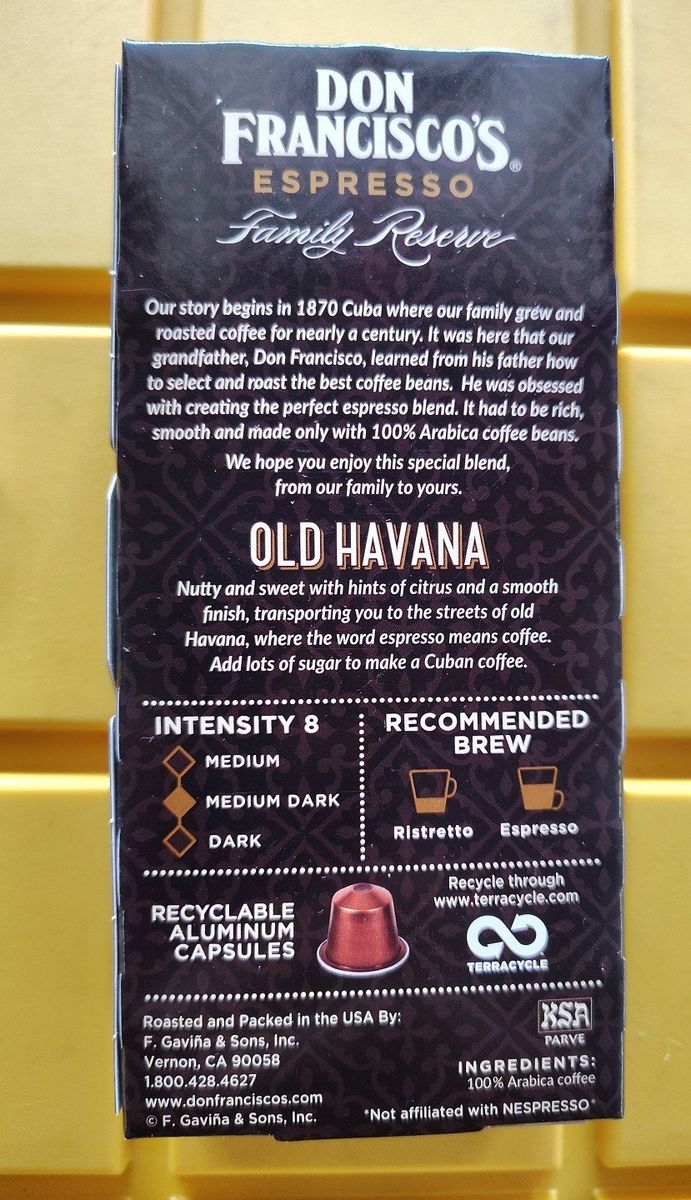 DON
FRANCISCO'S®
ESPRESSO
Family Reserve
Our story begins in 1870 Cuba where our family grew and
roasted coffee for nearly a century. It was here that our
grandfather, Don Francisco, learned from his father how
to select and roast the best coffee beans. He was obsessed
with creating the perfect espresso blend. It had to be rich,
smooth and made only with 100% Arabica coffee beans.
We hope you enjoy this special blend,
from our family to yours.
OLD HAVANA
Nutty and sweet with hints of citrus and a smooth
finish, transporting you to the streets of old
Havana, where the word espresso means coffee.
Add lots of sugar to make a Cuban coffee.
INTENSITY 8
MEDIUM
MEDIUM DARK
DARK
RECOMMENDED
BREW
Ristretto Espresso
RECYCLABLE
ALUMINUM
CAPSULES
Recycle through
www.terracycle.com
TERRACYCLE
Roasted and Packed in the USA By:
F. Gaviña & Sons, Inc.
Vernon, CA 90058
1.800.428.4627
www.donfranciscos.com
© F. Gaviña & Sons, Inc.
KSA
PARVE
INGREDIENTS:
100% Arabica coffee
*Not affiliated with NESPRESSO*